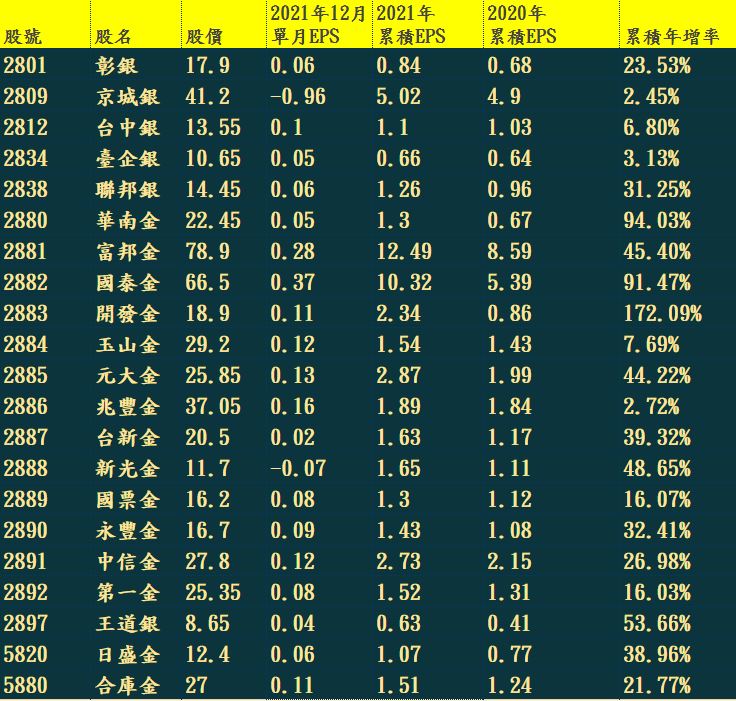 股號 股名 股價 2021年12月單月EPS 2021年累積EPS 2020年累積EPS 累積年增率
2801 彰銀 17.9 0.06 0.84 0.68 23.53%
2809 京城銀 41.2 -0.96 5.02 4.9 2.45%
2812 台中銀 13.55 0.1 1.1 1.03 6.80%
2834 臺企銀 10.65 0.05 0.66 0.64 3.13%
2838 聯邦銀 14.45 0.06 1.26 0.96 31.25%
2880 華南金 22.45 0.05 1.3 0.67 94.03%
2881 富邦金 78.9 0.28 12.49 8.59 45.40%
2882 國泰金 66.5 0.37 10.32 5.39 91.47%
2883 開發金 18.9 0.11 2.34 0.86 172.09%
2884 玉山金 29.2 0.12 1.54 1.43 7.69%
2885 元大金 25.85 0.13 2.87 1.99 44.22%
2886 兆豐金 37.05 0.16 1.89 1.84 2.72%
2887 台新金 20.5 0.02 1.63 1.17 39.32%
2888 新光金 11.7 -0.07 1.65 1.11 48.65%
2889 國票金 16.2 0.08 1.3 1.12 16.07%
2890 永豐金 16.7 0.09 1.43 1.08 32.41%
2891 中信金 27.8 0.12 2.73 2.15 26.98%
2892 第一金 25.35 0.08 1.52 1.31 16.03%
2897 王道銀 8.65 0.04 0.63 0.41 53.66%
5820 日盛金 12.4 0.06 1.07 0.77 38.96%
5880 合庫金 27 0.11 1.51 1.24 21.77%